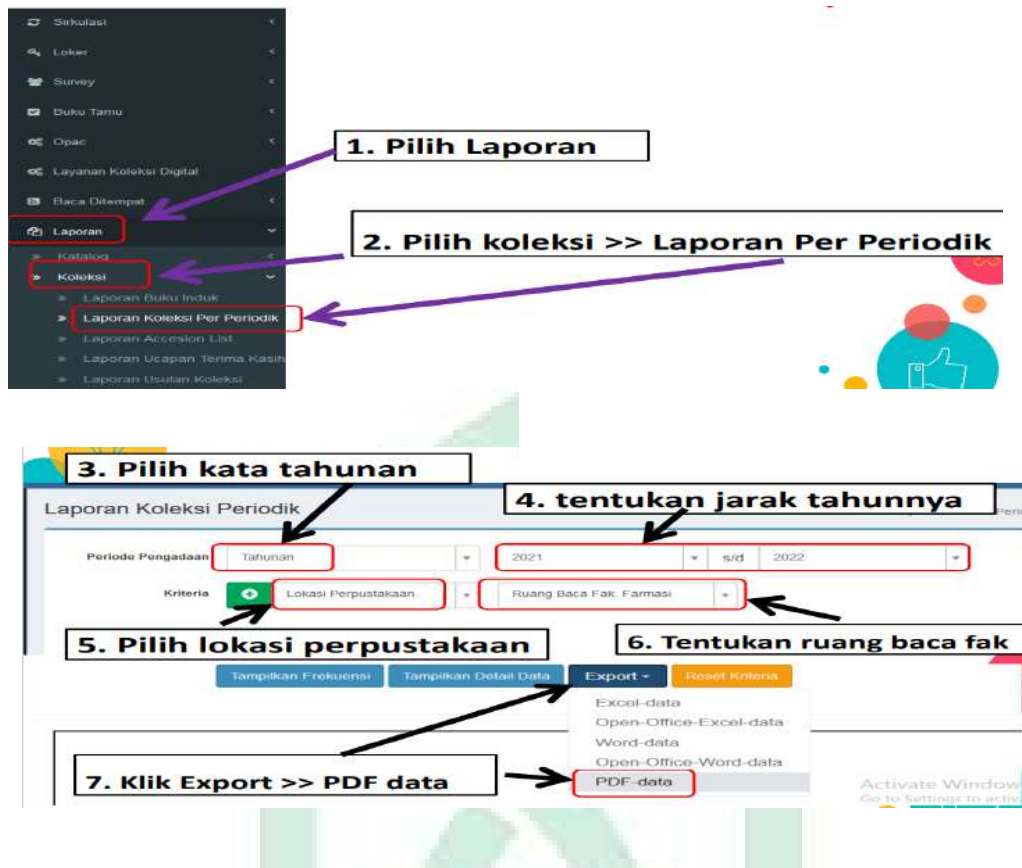 Sirkulasi
Loker
Survey
Buku Tamu
Opac
1. Pilih Laporan
Layanan Koleksi Digital
Baca Ditempat
Laporan
2. Pilih koleksi >> Laporan Per Periodik
Katalog
Koleksi
Laporan Buku Induk
Laporan Koleksi Per Periodik
Laporan Accesion List
Laporan Ucapan Terima Kasih
Laporan Usulan Koleksi
3. Pilih kata tahunan
4. tentukan jarak tahunnya
Laporan Koleksi Periodik
Periode Pengadaan Tahunan 2021 s/d 2022
Kriteria Lokasi Perpustakaan Ruang Baca Fak. Farmasi
5. Pilih lokasi perpustakaan
6. Tentukan ruang baca fak
Tampilkan Frekuensi Tampilkan Detail Data Export Reset Kriteria
Excel-data
Open-Office-Excel-data
Word-data
Open-Office-Word-data
PDF-data
7. Klik Export >> PDF data
Activate Window
Go to Settings to activ